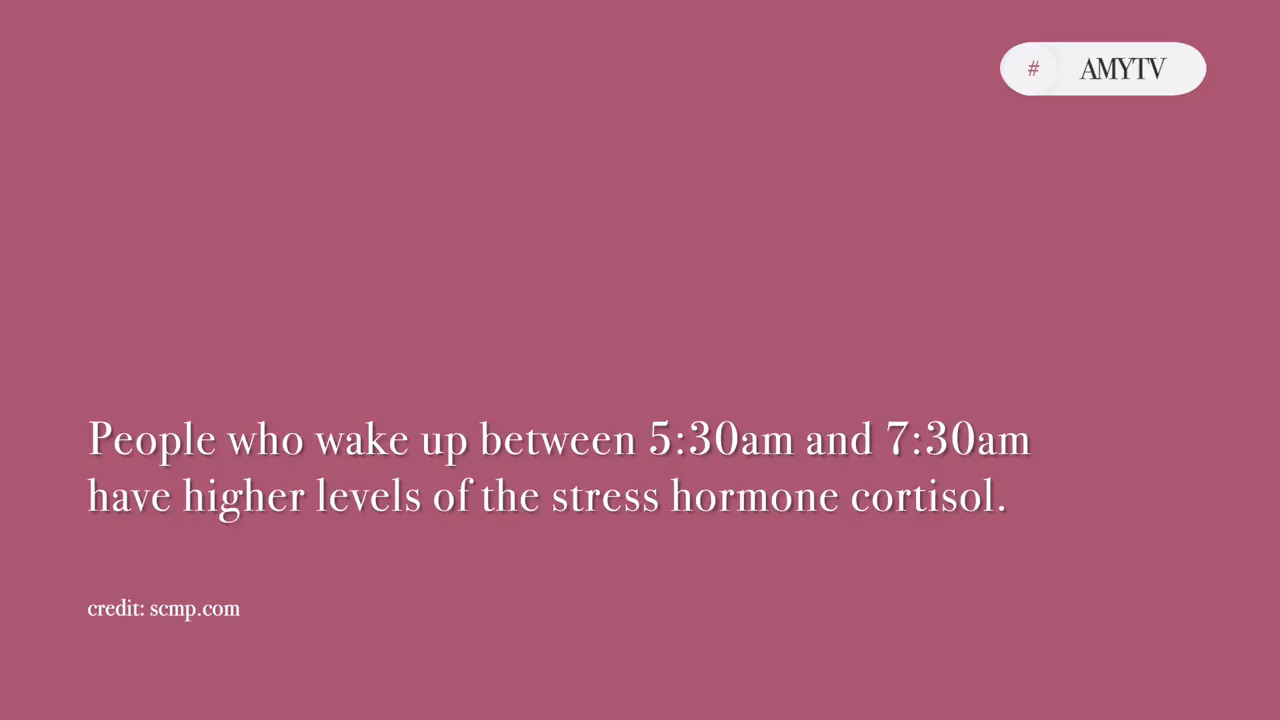 # AMYTV
People who wake up between 5:30am and 7:30am
have higher levels of the stress hormone cortisol.
credit: scmp.com